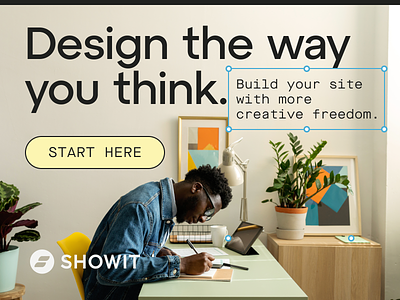 Design the way
you think.
Build your site
with more
creative freedom.
START HERE
SHOWIT